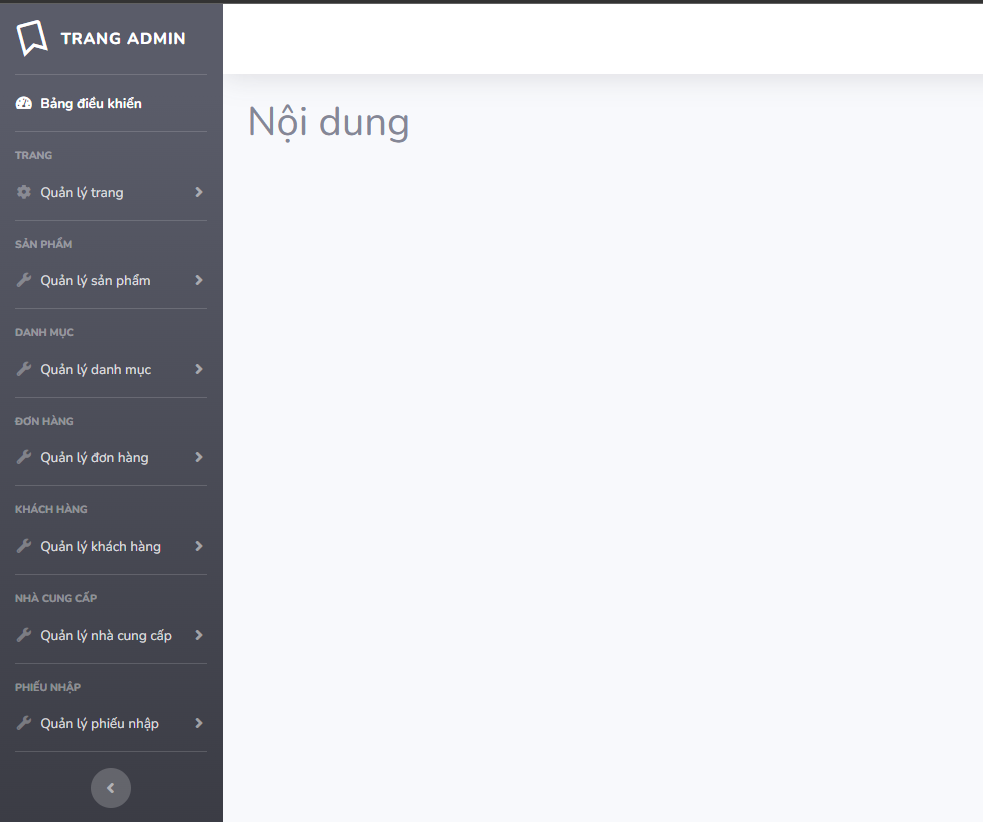 TRANG ADMIN
Bảng điều khiển
TRANG
Quản lý trang
SẢN PHẨM
Quản lý sản phẩm
DANH MỤC
Quản lý danh mục
ĐƠN HÀNG
Quản lý đơn hàng
KHÁCH HÀNG
Quản lý khách hàng
NHÀ CUNG CẤP
Quản lý nhà cung cấp
PHIẾU NHẬP
Quản lý phiếu nhập
Nội dung